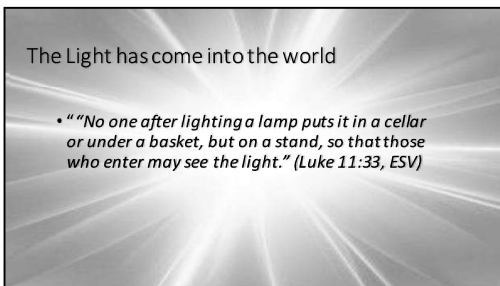 The Light has come into the world
• " "No one after lighting a lamp puts it in a cellar
or under a basket, but on a stand, so that those
who enter may see the light." (Luke 11:33, ESV)